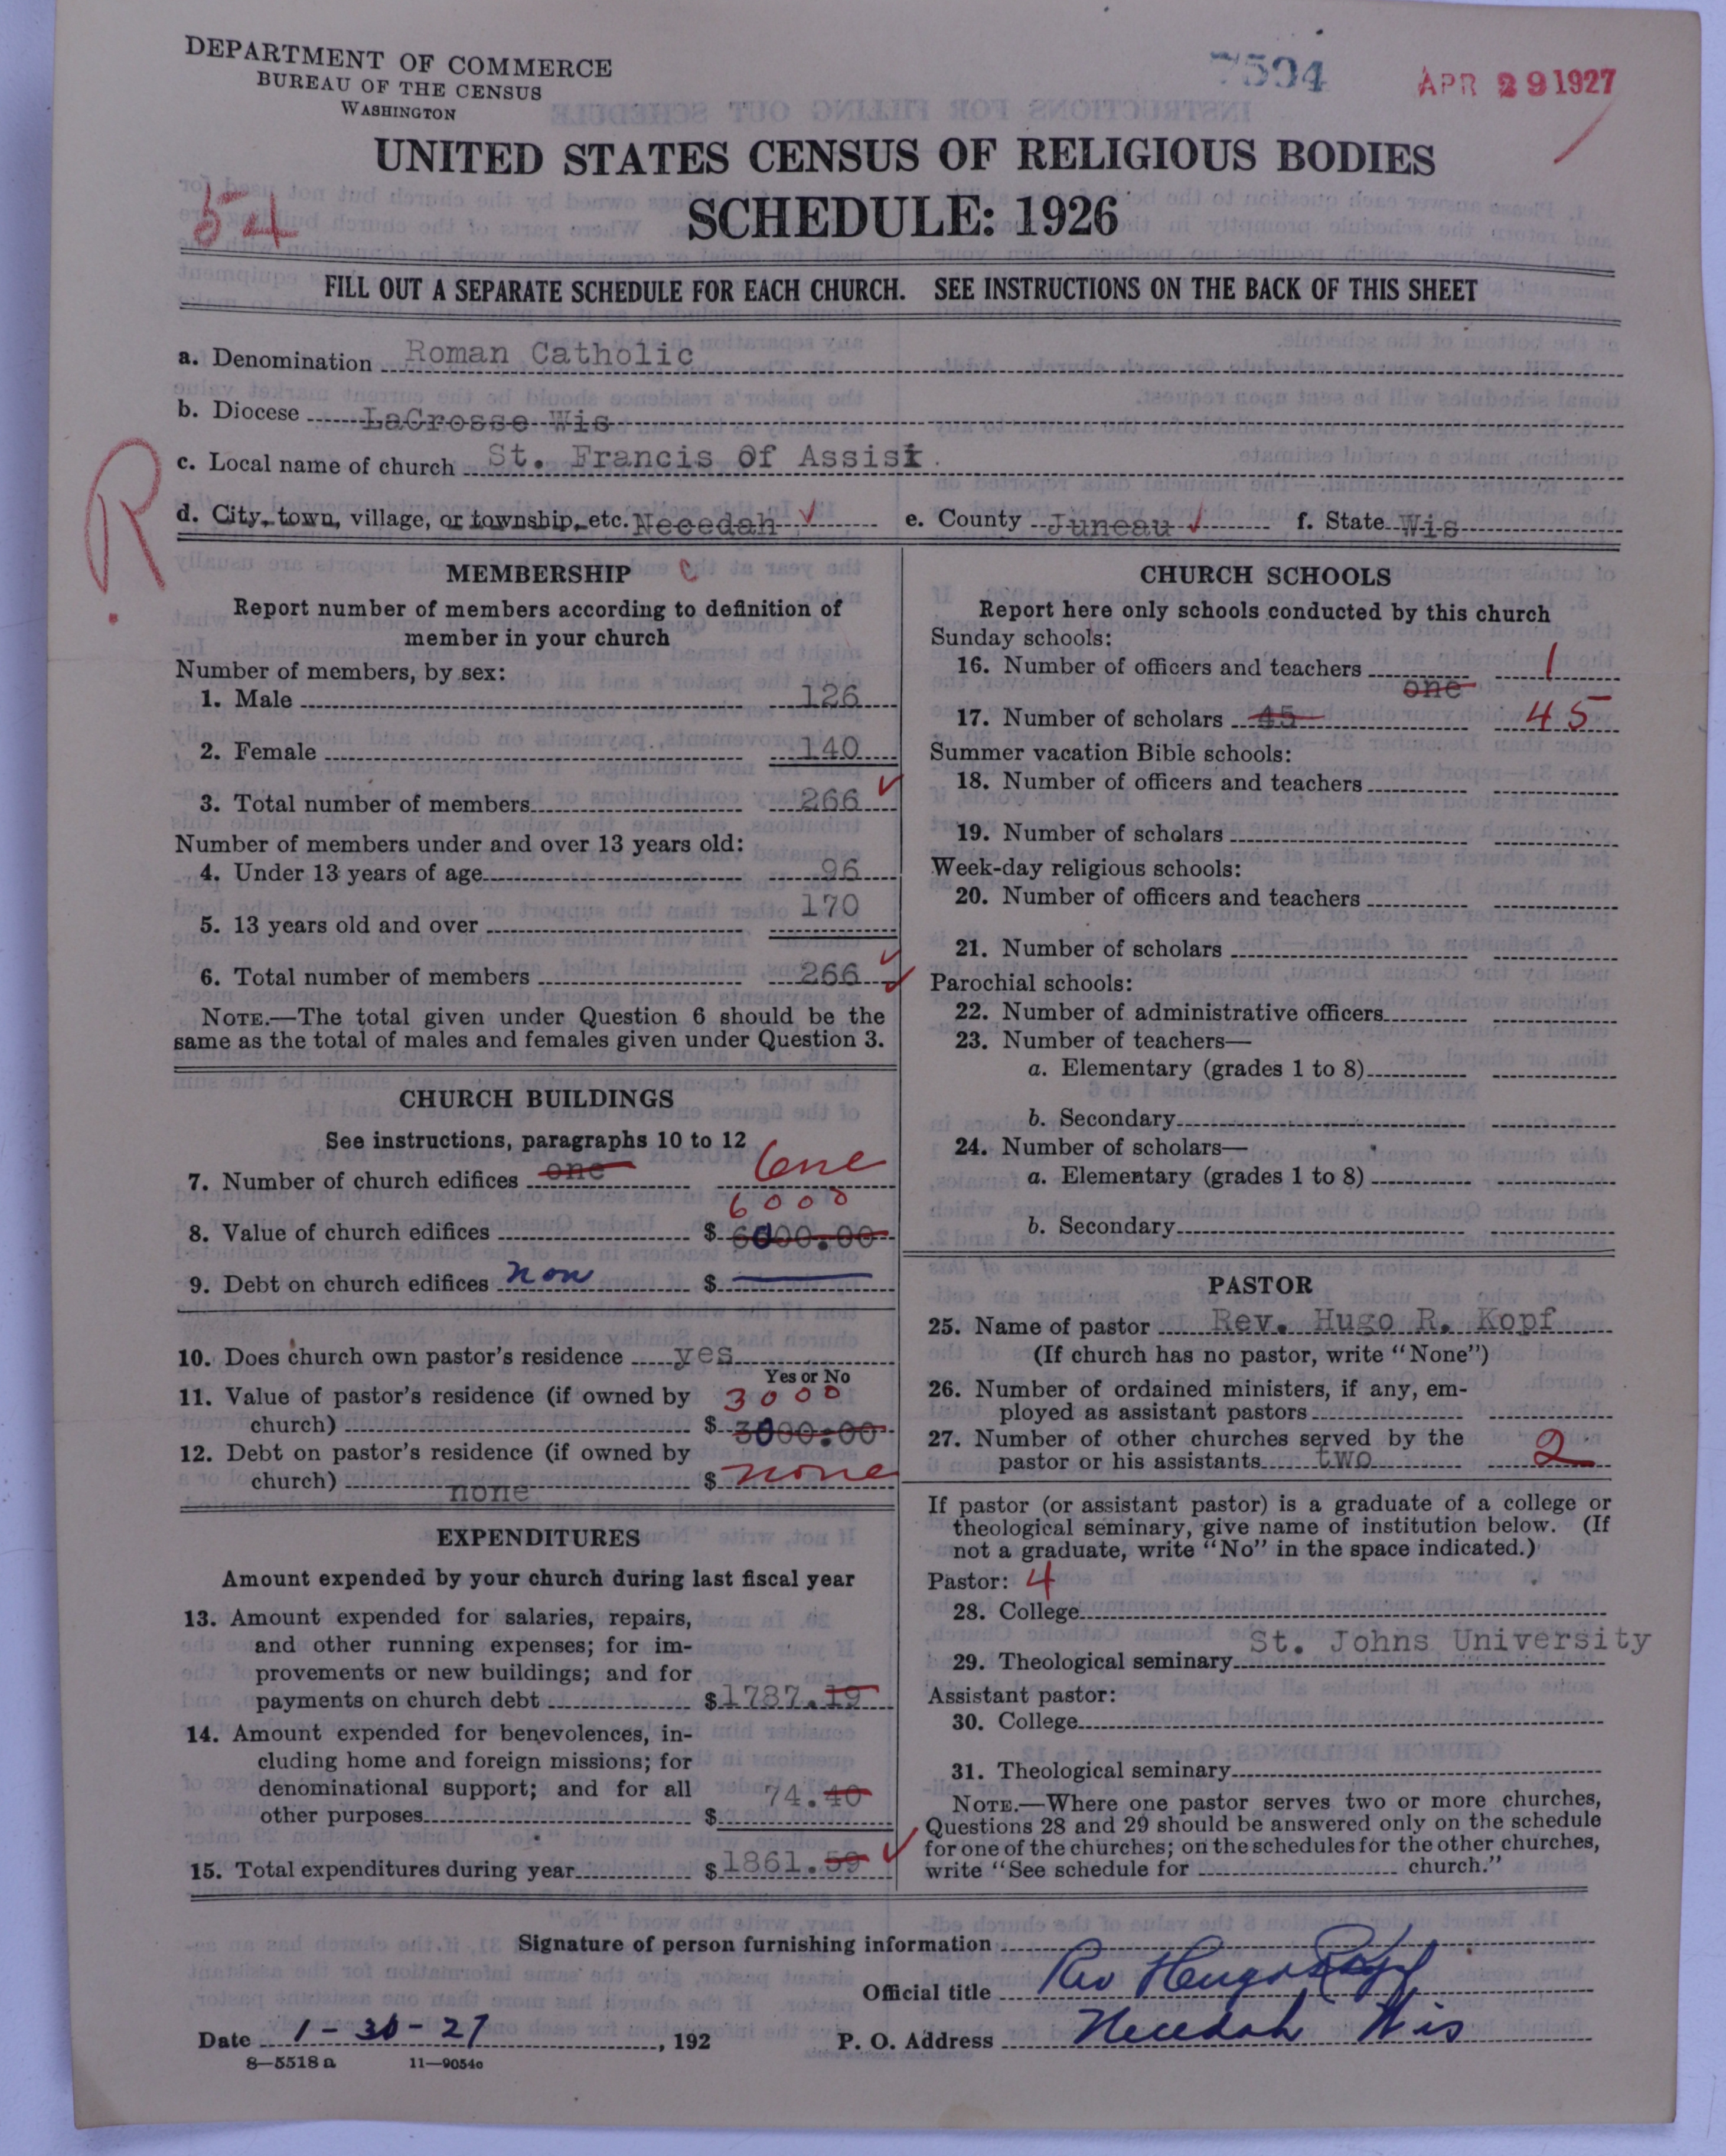 DEPARTMENT OF COMMERCE
BUREAU OF THE CENSUS
WASHINGTON
7594
APR 29 1927
UNITED STATES CENSUS OF RELIGIOUS BODIES
54
SCHEDULE: 1926
FILL OUT A SEPARATE SCHEDULE FOR EACH CHURCH. SEE INSTRUCTIONS ON THE BACK OF THIS SHEET
a. Denomination Roman Catholic
b. Diocese LaCrosse Wis
c. Local name of church St. Francis Of Assisi.
R
d. City, town, village, or township, etc. Necedah e. County Juneau f. State Wis
MEMBERSHIP C
Report number of members according to definition of
member in your church
Number of members, by sex:
1. Male 126
2. Female 140
3. Total number of members 266
Number of members under and over 13 years old:
4. Under 13 years of age 96
5. 13 years old and over 170
6. Total number of members 266
NOTE.—The total given under Question 6 should be the
same as the total of males and females given under Question 3.
CHURCH BUILDINGS
See instructions, paragraphs 10 to 12
7. Number of church edifices one One
6000
8. Value of church edifices $ 6000.00
9. Debt on church edifices non $
10. Does church own pastor's residence yes
Yes or No
11. Value of pastor's residence (if owned by 3000
church) $ 3000.00
12. Debt on pastor's residence (if owned by
church) none $ none
EXPENDITURES
Amount expended by your church during last fiscal year
13. Amount expended for salaries, repairs,
and other running expenses; for im-
provements or new buildings; and for
payments on church debt $1787.19
14. Amount expended for benevolences, in-
cluding home and foreign missions; for
denominational support; and for all 74.40
other purposes $
15. Total expenditures during year $1861.59
CHURCH SCHOOLS
Report here only schools conducted by this church
Sunday schools:
16. Number of officers and teachers one 1
17. Number of scholars 45 45
Summer vacation Bible schools:
18. Number of officers and teachers
19. Number of scholars
Week-day religious schools:
20. Number of officers and teachers
21. Number of scholars
Parochial schools:
22. Number of administrative officers
23. Number of teachers—
a. Elementary (grades 1 to 8)
b. Secondary
24. Number of scholars—
a. Elementary (grades 1 to 8)
b. Secondary
PASTOR
25. Name of pastor Rev. Hugo R. Kopf
(If church has no pastor, write "None")
26. Number of ordained ministers, if any, em-
ployed as assistant pastors
27. Number of other churches served by the
pastor or his assistants two 2
If pastor (or assistant pastor) is a graduate of a college or
theological seminary, give name of institution below. (If
not a graduate, write "No" in the space indicated.)
Pastor: 4
28. College
St. Johns University
29. Theological seminary
Assistant pastor:
30. College
31. Theological seminary
NOTE.—Where one pastor serves two or more churches,
Questions 28 and 29 should be answered only on the schedule
for one of the churches; on the schedules for the other churches,
write "See schedule for church."
Signature of person furnishing information
Official title Rev Hugo R Kopf
Date 1-30-27, 192 P. O. Address Necedah Wis
8—5518 a 11—9054c